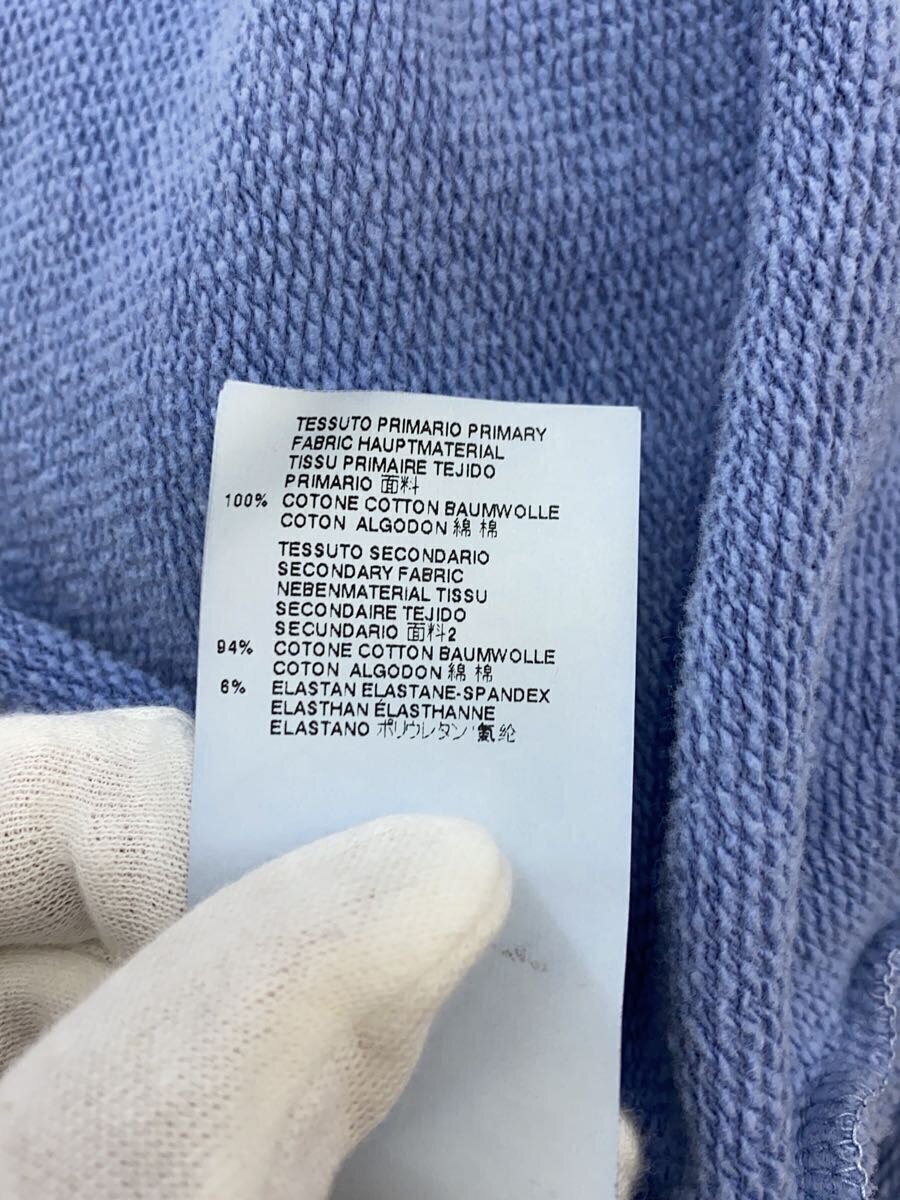 TESSUTO PRIMARIO PRIMARY
FABRIC HAUPTMATERIAL
TISSU PRIMAIRE TEJIDO
PRIMARIO 面料
100% COTONE COTTON BAUMWOLLE
COTON ALGODON 綿 棉
TESSUTO SECONDARIO
SECONDARY FABRIC
NEBENMATERIAL TISSU
SECONDAIRE TEJIDO
SECUNDARIO 面料2
94% COTONE COTTON BAUMWOLLE
COTON ALGODON 綿 棉
6% ELASTAN ELASTANE-SPANDEX
ELASTHAN ÉLASTHANNE
ELASTANO ポリウレタン 氨纶